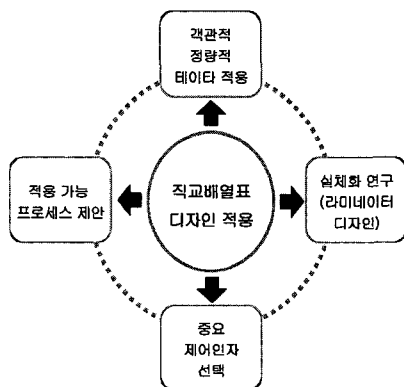 객관적
정량적
테이타 적용
적용 가능
프로세스 제안
직교배열표
디자인 적용
실체화 연구
(라미네이터
디자인)
중요
제어인자
선택